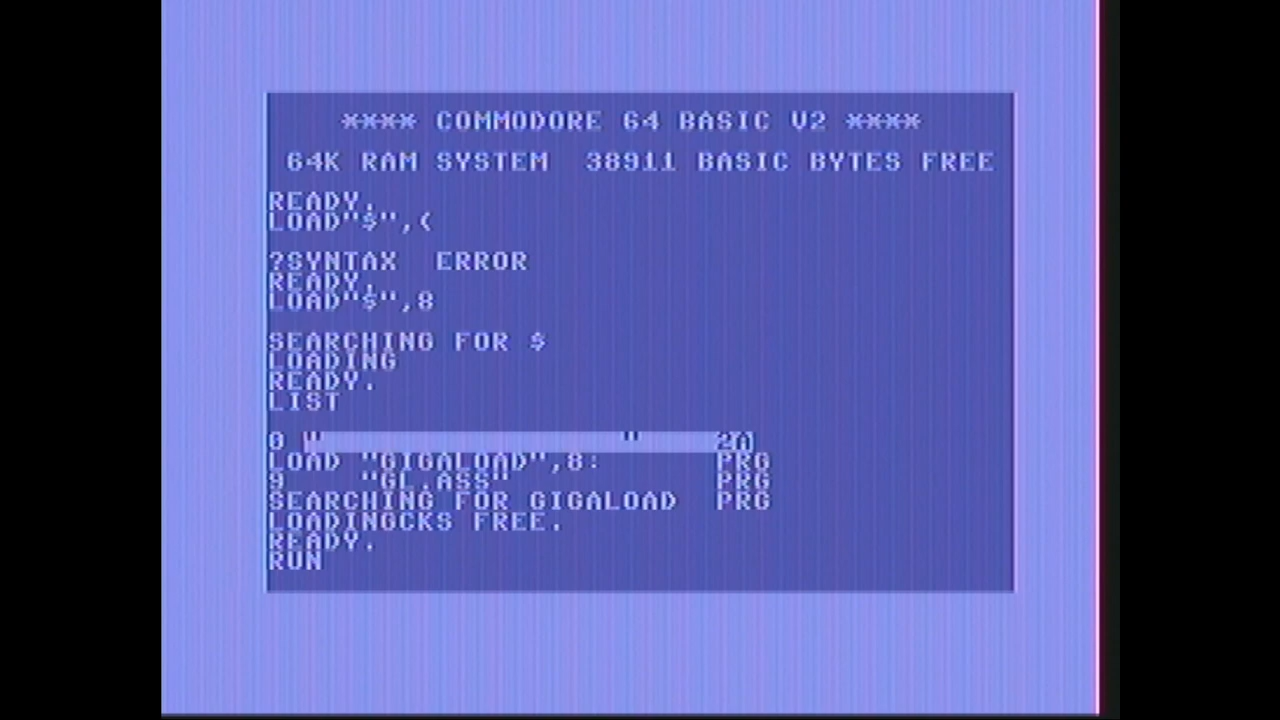 **** COMMODORE 64 BASIC V2 ****
64K RAM SYSTEM  38911 BASIC BYTES FREE
READY.
LOAD"$",(
?SYNTAX  ERROR
READY.
LOAD"$",8
SEARCHING FOR $
LOADING
READY.
LIST
0 "                " 2A
LOAD "GIGALOAD",8:      PRG
9    "GL.ASS"           PRG
SEARCHING FOR GIGALOAD  PRG
LOADINGCKS FREE.
READY.
RUN